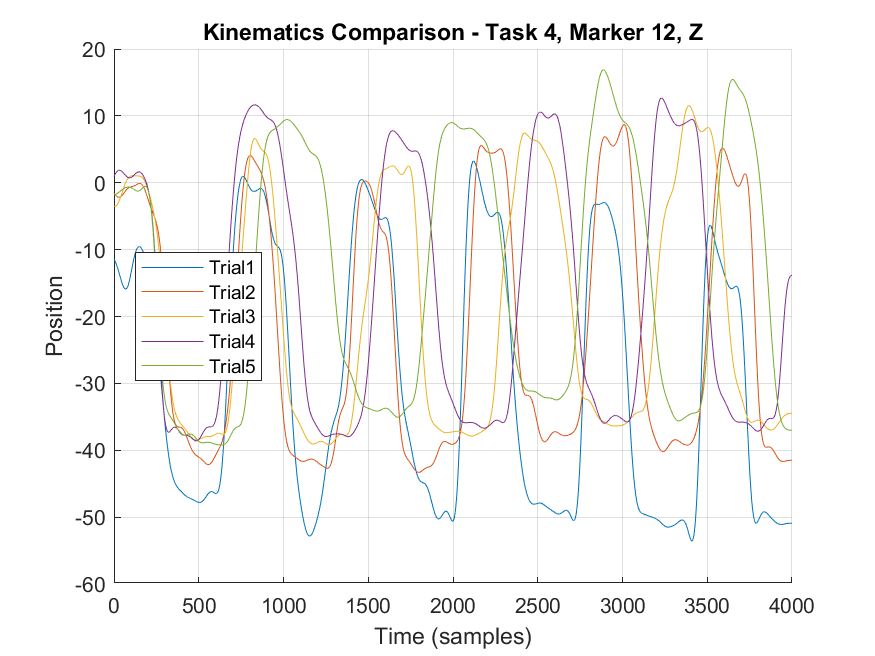 Kinematics Comparison - Task 4, Marker 12, Z
20
10
0
-10
-20
-30
-40
-50
-60
Position
Trial1
Trial2
Trial3
Trial4
Trial5
0 500 1000 1500 2000 2500 3000 3500 4000
Time (samples)